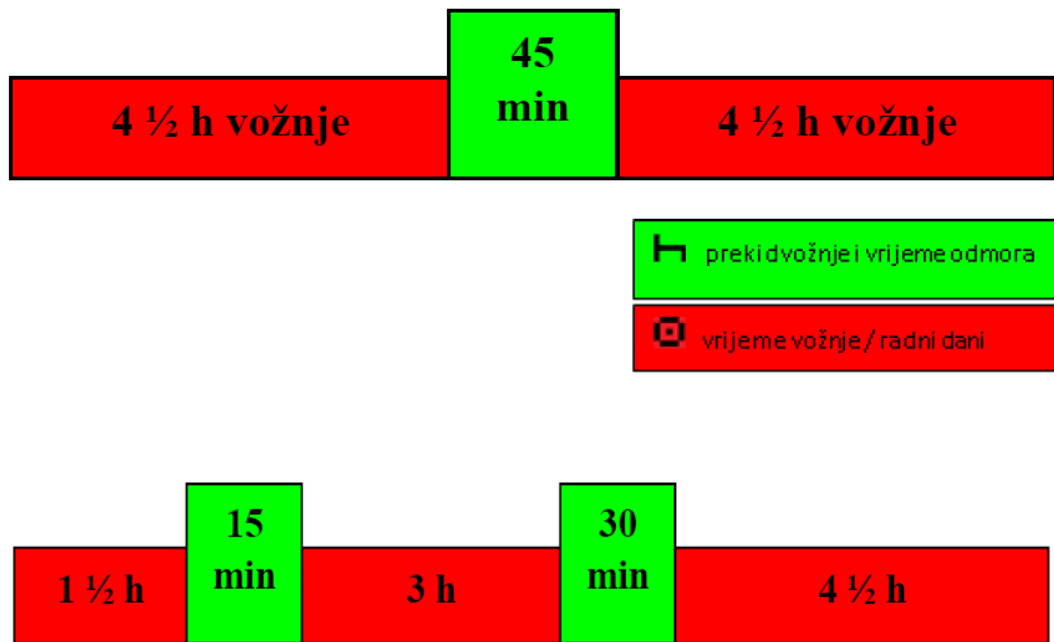 45
min
4 ½ h vožnje
4 ½ h vožnje
prekid vožnje i vrijeme odmora
vrijeme vožnje / radni dani
15
min
30
min
1 ½ h
3 h
4 ½ h